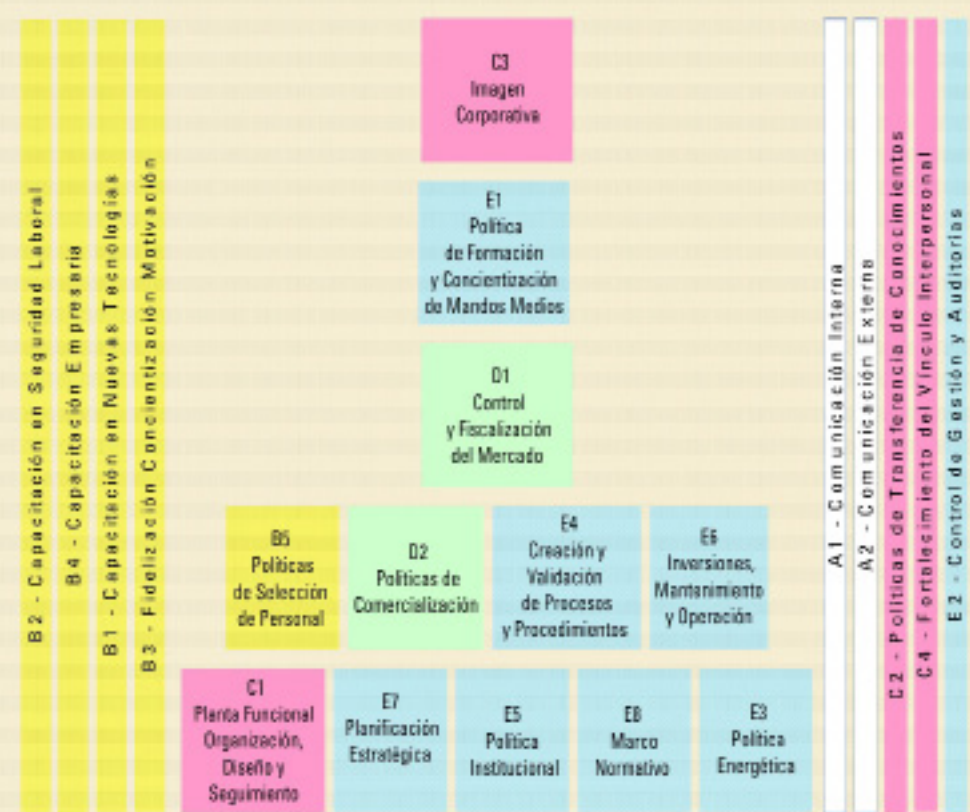 B2 - Capacitación en Seguridad Laboral
B4 - Capacitación Empresaria
B1 - Capacitación en Nuevas Tecnologías
B3 - Fidelización Concientización Motivación
C3
Imagen
Corporativa
E1
Política
de Formación
y Concientización
de Mandos Medios
D1
Control
y Fiscalización
del Mercado
B5
Políticas
de Selección
de Personal
D2
Políticas de
Comercialización
E4
Creación y
Validación
de Procesos
y Procedimientos
E6
Inversiones,
Mantenimiento
y Operación
C1
Planta Funcional
Organización,
Diseño y
Seguimiento
E7
Planificación
Estratégica
E5
Política
Institucional
E8
Marco
Normativo
E3
Política
Energética
A1 - Comunicación Interna
A2 - Comunicación Externa
C2 - Políticas de Transferencia de Conocimientos
C4 - Fortalecimiento del Vínculo Interpersonal
E2 - Control de Gestión y Auditorías